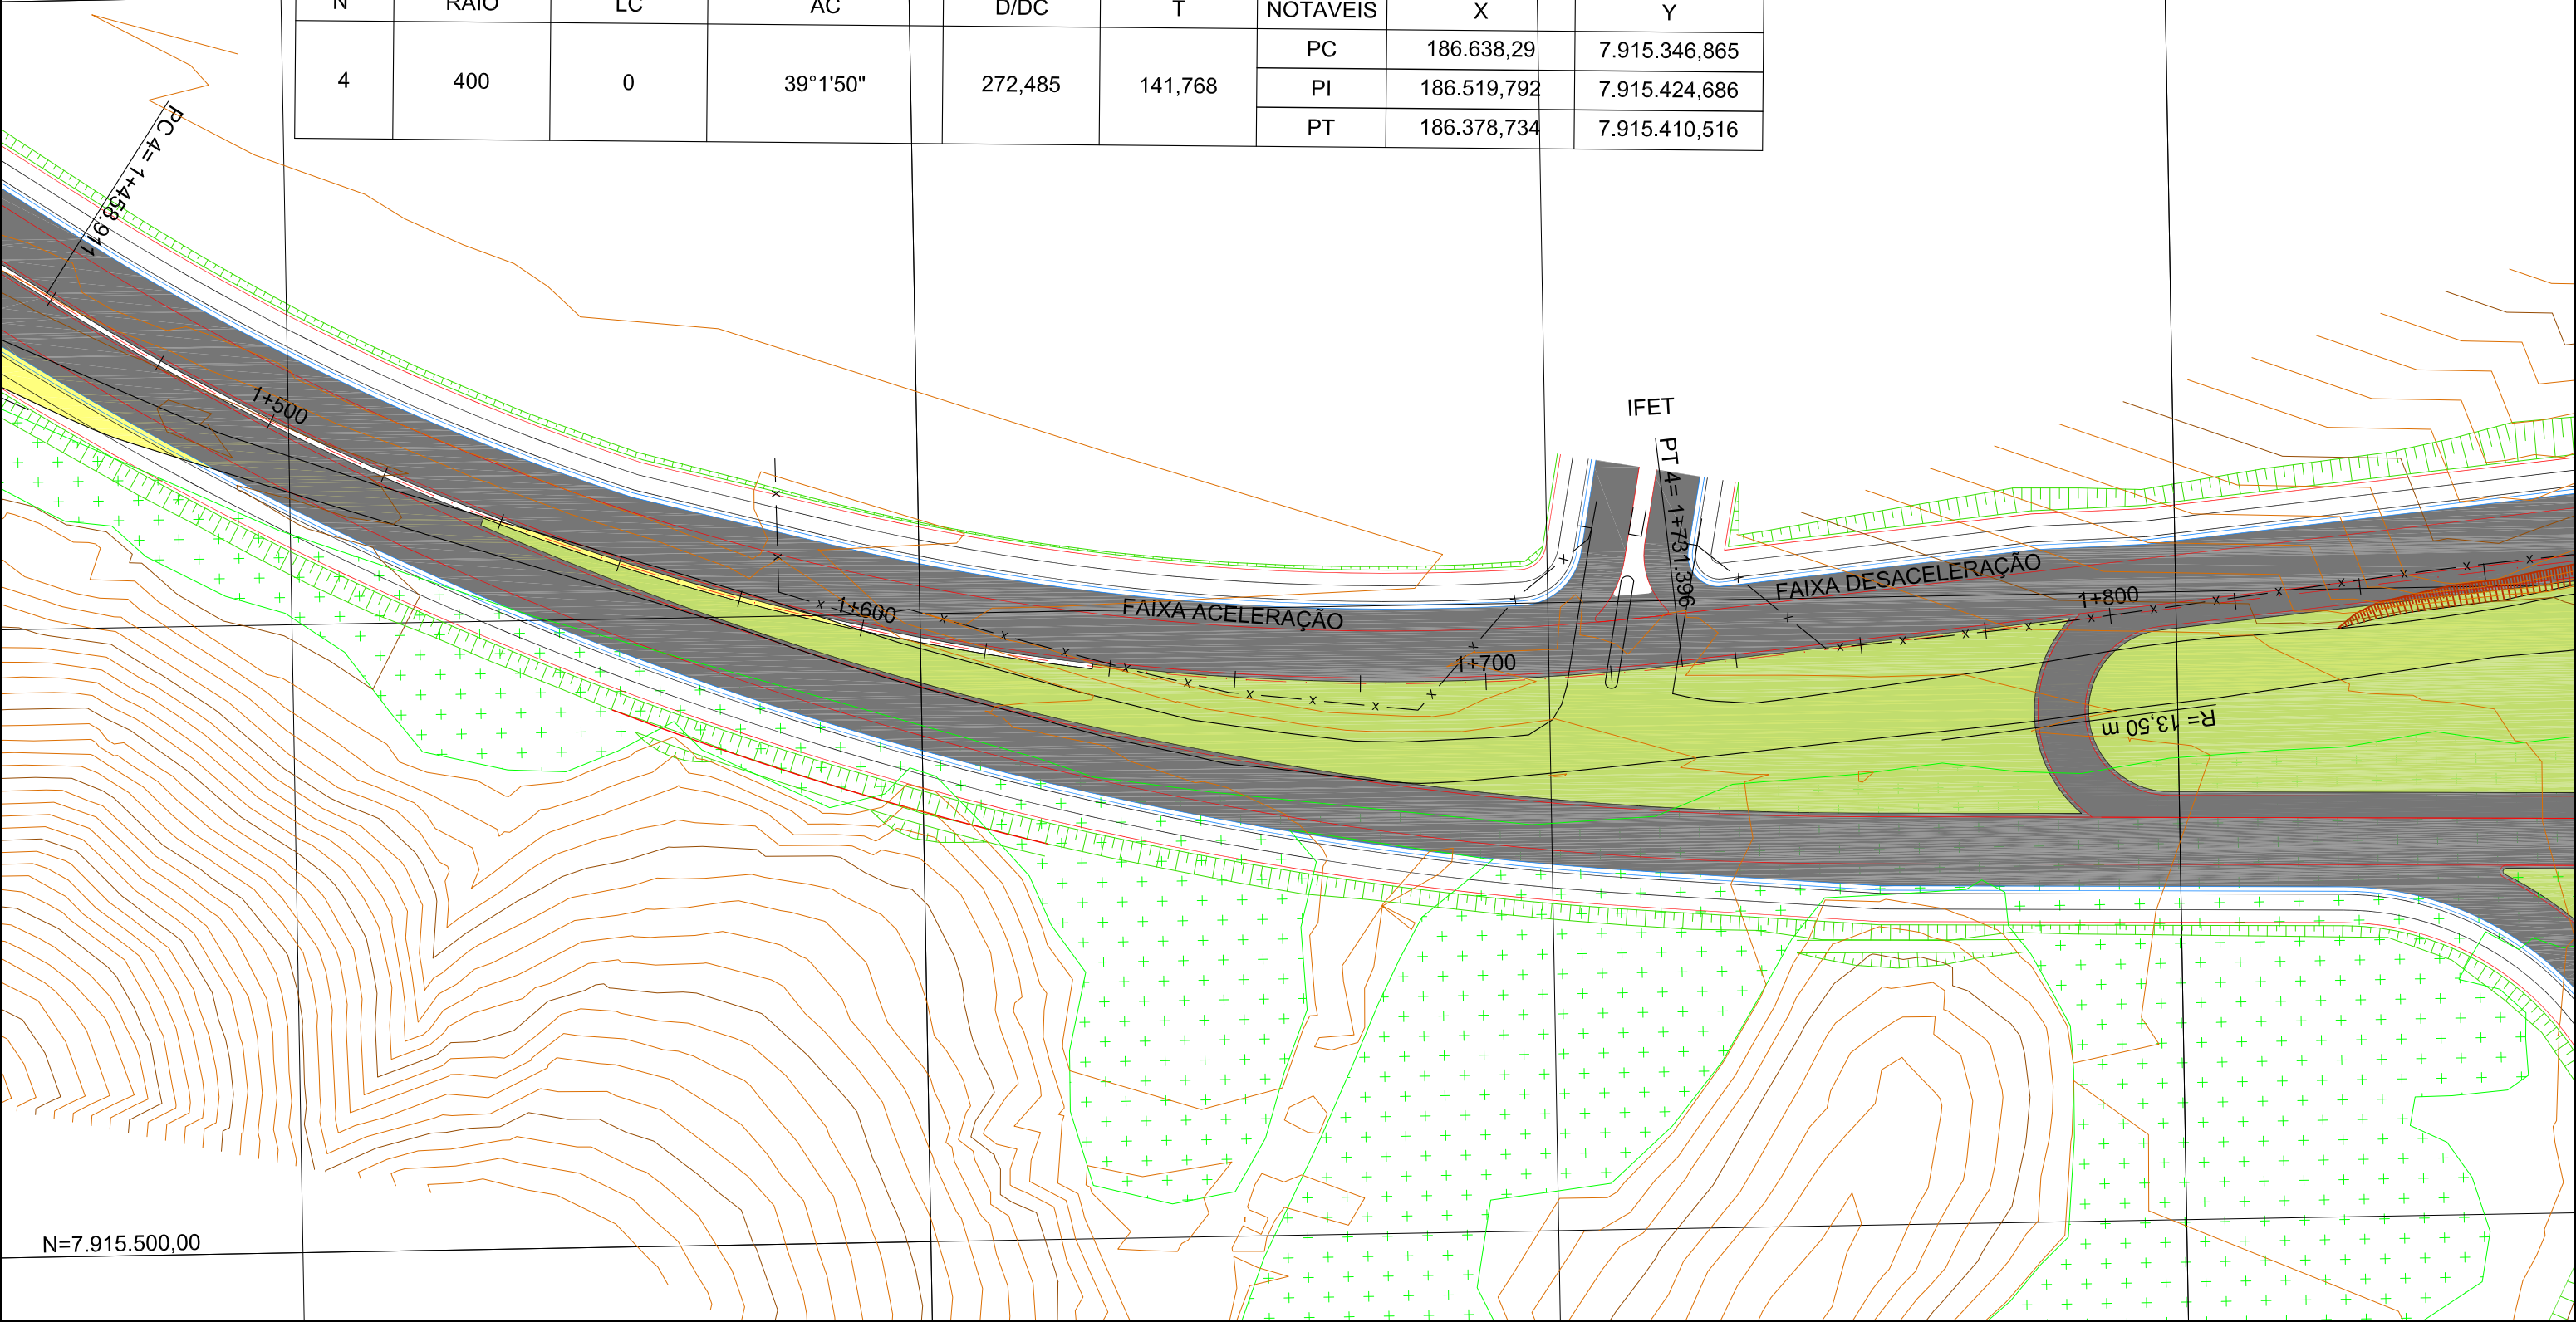 N RAIO LC AC D/DC T NOTAVEIS X Y
4 400 0 39°1'50" 272,485 141,768
PC 186.638,29 7.915.346,865
PI 186.519,792 7.915.424,686
PT 186.378,734 7.915.410,516
PC 4= 1+458.911
1+500
IFET
PT 4= 1+731.396
FAIXA DESACELERAÇÃO
1+800
1+600
FAIXA ACELERAÇÃO
1+700
R= 13,50 m
N=7.915.500,00